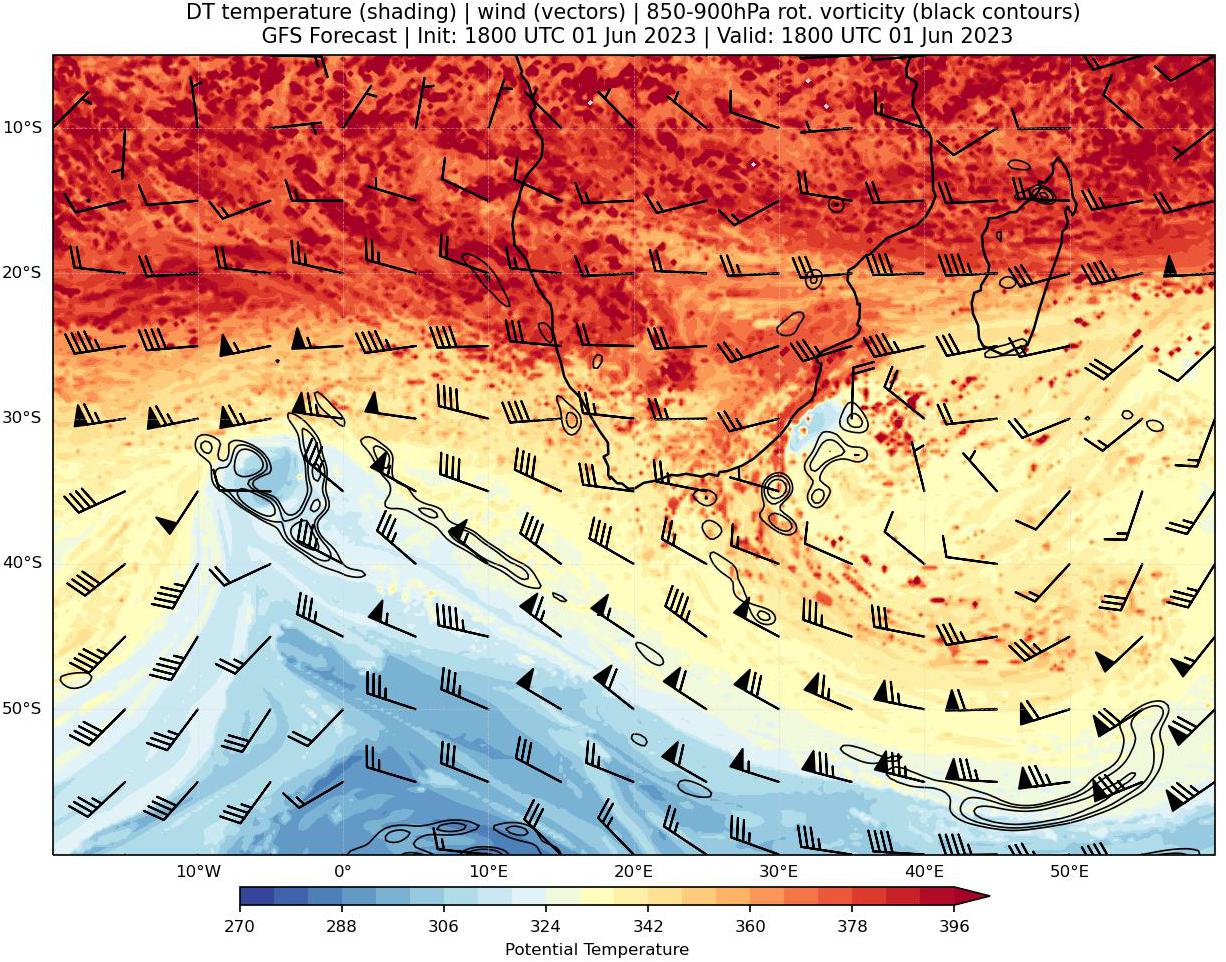 DT temperature (shading) | wind (vectors) | 850-900hPa rot. vorticity (black contours)
GFS Forecast | Init: 1800 UTC 01 Jun 2023 | Valid: 1800 UTC 01 Jun 2023
10°S
20°S
30°S
40°S
50°S
10°W 0° 10°E 20°E 30°E 40°E 50°E
270 288 306 324 342 360 378 396
Potential Temperature